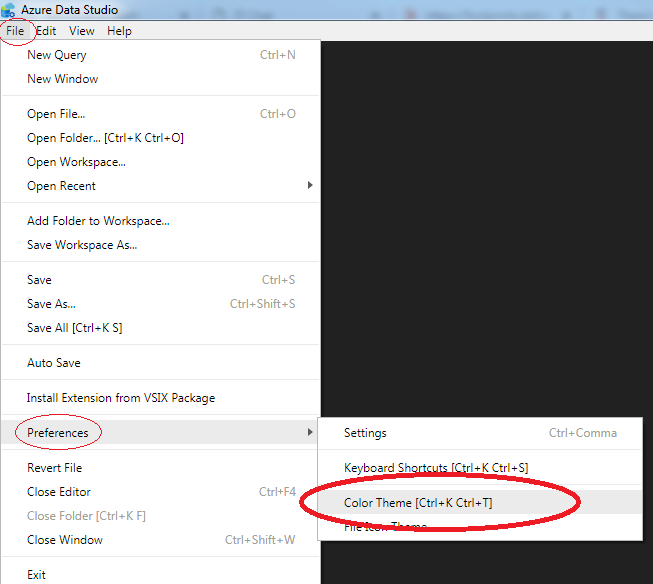 Azure Data Studio
File Edit View Help
New Query Ctrl+N
New Window
Open File... Ctrl+O
Open Folder... [Ctrl+K Ctrl+O]
Open Workspace...
Open Recent
Add Folder to Workspace...
Save Workspace As...
Save Ctrl+S
Save As... Ctrl+Shift+S
Save All [Ctrl+K S]
Auto Save
Install Extension from VSIX Package
Preferences
Settings Ctrl+Comma
Keyboard Shortcuts [Ctrl+K Ctrl+S]
Color Theme [Ctrl+K Ctrl+T]
File Icon Theme
Revert File
Close Editor Ctrl+F4
Close Folder [Ctrl+K F]
Close Window Ctrl+Shift+W
Exit